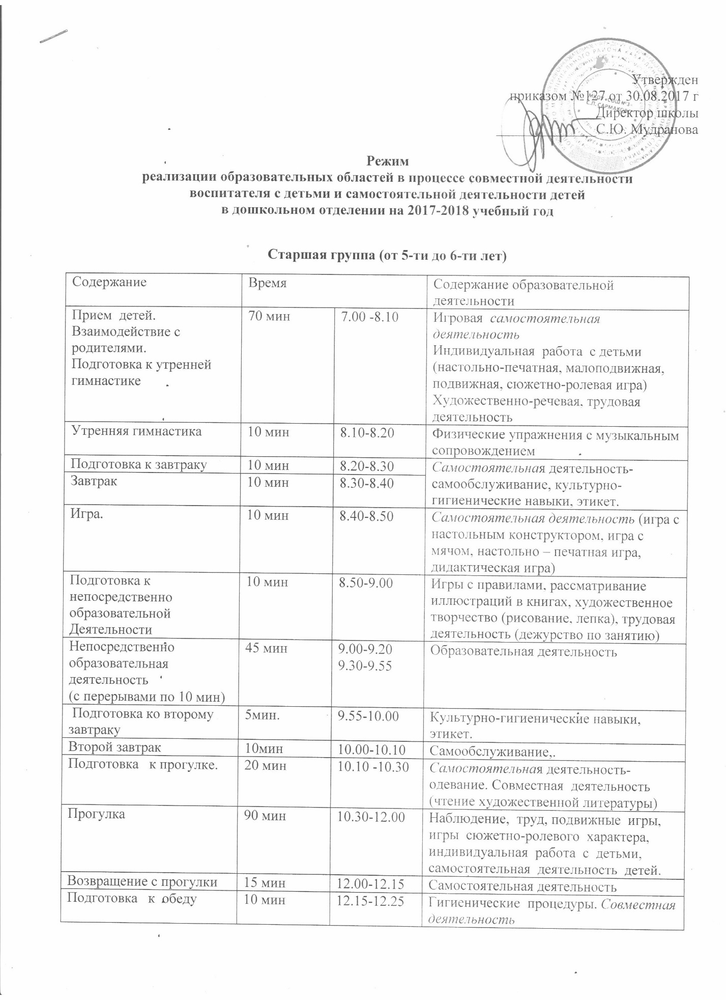 Утвержден
приказом №127 от 30.08.2017 г
МКОУ «СОШ №3
С.П. САРМАКОВО
Директор школы
С.Ю. Мудранова
Режим
реализации образовательных областей в процессе совместной деятельности
воспитателя с детьми и самостоятельной деятельности детей
в дошкольном отделении на 2017-2018 учебный год
Старшая группа (от 5-ти до 6-ти лет)
Содержание
Время
Содержание образовательной
деятельности
Прием детей.
Взаимодействие с
родителями.
Подготовка к утренней
гимнастике
70 мин
7.00 -8.10
Игровая самостоятельная
деятельность
Индивидуальная работа с детьми
(настольно-печатная, малоподвижная,
подвижная, сюжетно-ролевая игра)
Художественно-речевая, трудовая
деятельность
Утренняя гимнастика
10 мин
8.10-8.20
Физические упражнения с музыкальным
сопровождением
Подготовка к завтраку
10 мин
8.20-8.30
Самостоятельная деятельность-
самообслуживание, культурно-
гигиенические навыки, этикет.
Завтрак
10 мин
8.30-8.40
Игра.
10 мин
8.40-8.50
Самостоятельная деятельность (игра с
настольным конструктором, игра с
мячом, настольно – печатная игра,
дидактическая игра)
Подготовка к
непосредственно
образовательной
Деятельности
10 мин
8.50-9.00
Игры с правилами, рассматривание
иллюстраций в книгах, художественное
творчество (рисование, лепка), трудовая
деятельность (дежурство по занятию)
Непосредственно
образовательная
деятельность
(с перерывами по 10 мин)
45 мин
9.00-9.20
9.30-9.55
Образовательная деятельность
Подготовка ко второму
завтраку
5мин.
9.55-10.00
Культурно-гигиенические навыки,
этикет.
Второй завтрак
10мин
10.00-10.10
Самообслуживание,.
Подготовка к прогулке.
20 мин
10.10 -10.30
Самостоятельная деятельность-
одевание. Совместная деятельность
(чтение художественной литературы)
Прогулка
90 мин
10.30-12.00
Наблюдение, труд, подвижные игры,
игры сюжетно-ролевого характера,
индивидуальная работа с детьми,
самостоятельная деятельность детей.
Возвращение с прогулки
15 мин
12.00-12.15
Самостоятельная деятельность
Подготовка к обеду
10 мин
12.15-12.25
Гигиенические процедуры. Совместная
деятельность